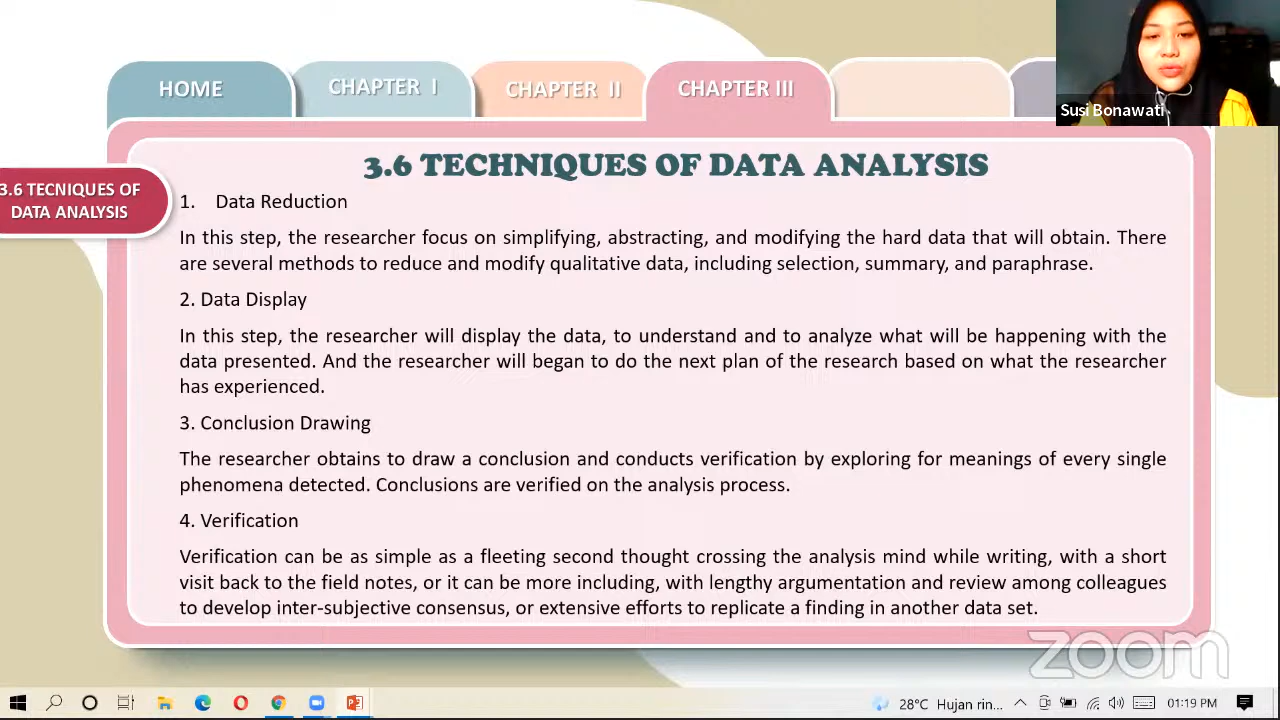 HOME
CHAPTER I
CHAPTER II
CHAPTER III
Susi Bonawati
3.6 TECHNIQUES OF DATA ANALYSIS
3.6 TECNIQUES OF
DATA ANALYSIS
1. Data Reduction
In this step, the researcher focus on simplifying, abstracting, and modifying the hard data that will obtain. There
are several methods to reduce and modify qualitative data, including selection, summary, and paraphrase.
2. Data Display
In this step, the researcher will display the data, to understand and to analyze what will be happening with the
data presented. And the researcher will began to do the next plan of the research based on what the researcher
has experienced.
3. Conclusion Drawing
The researcher obtains to draw a conclusion and conducts verification by exploring for meanings of every single
phenomena detected. Conclusions are verified on the analysis process.
4. Verification
Verification can be as simple as a fleeting second thought crossing the analysis mind while writing, with a short
visit back to the field notes, or it can be more including, with lengthy argumentation and review among colleagues
to develop inter-subjective consensus, or extensive efforts to replicate a finding in another data set.
zoom
28°C Hujan rin... 01:19 PM